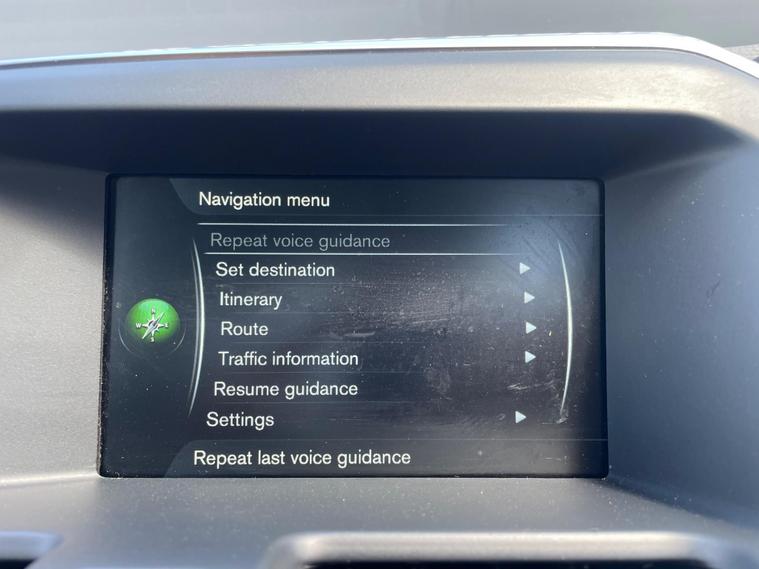 Navigation menu
Repeat voice guidance
Set destination
Itinerary
Route
Traffic information
Resume guidance
Settings
Repeat last voice guidance
N
W E
S